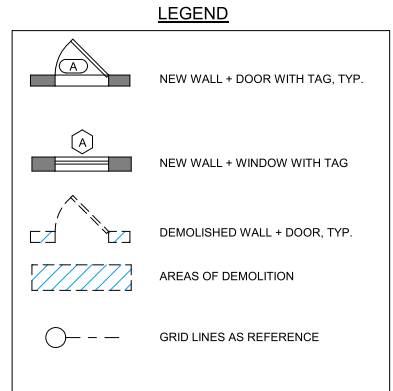 LEGEND
A
NEW WALL + DOOR WITH TAG, TYP.
A
NEW WALL + WINDOW WITH TAG
DEMOLISHED WALL + DOOR, TYP.
AREAS OF DEMOLITION
GRID LINES AS REFERENCE